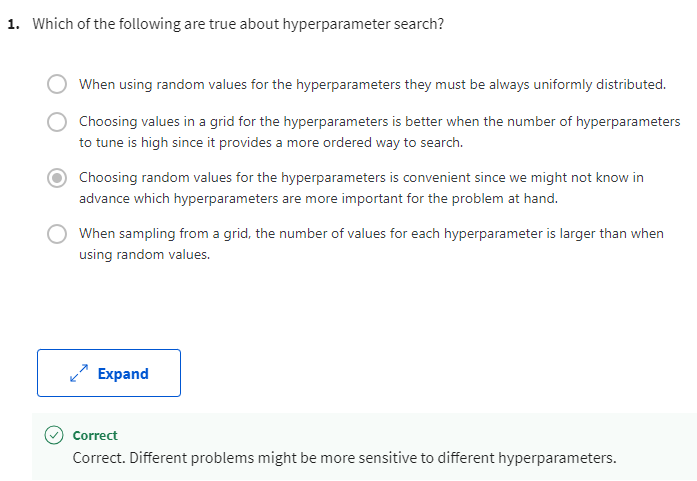 1. Which of the following are true about hyperparameter search?
When using random values for the hyperparameters they must be always uniformly distributed.
Choosing values in a grid for the hyperparameters is better when the number of hyperparameters
to tune is high since it provides a more ordered way to search.
Choosing random values for the hyperparameters is convenient since we might not know in
advance which hyperparameters are more important for the problem at hand.
When sampling from a grid, the number of values for each hyperparameter is larger than when
using random values.
Expand
Correct
Correct. Different problems might be more sensitive to different hyperparameters.